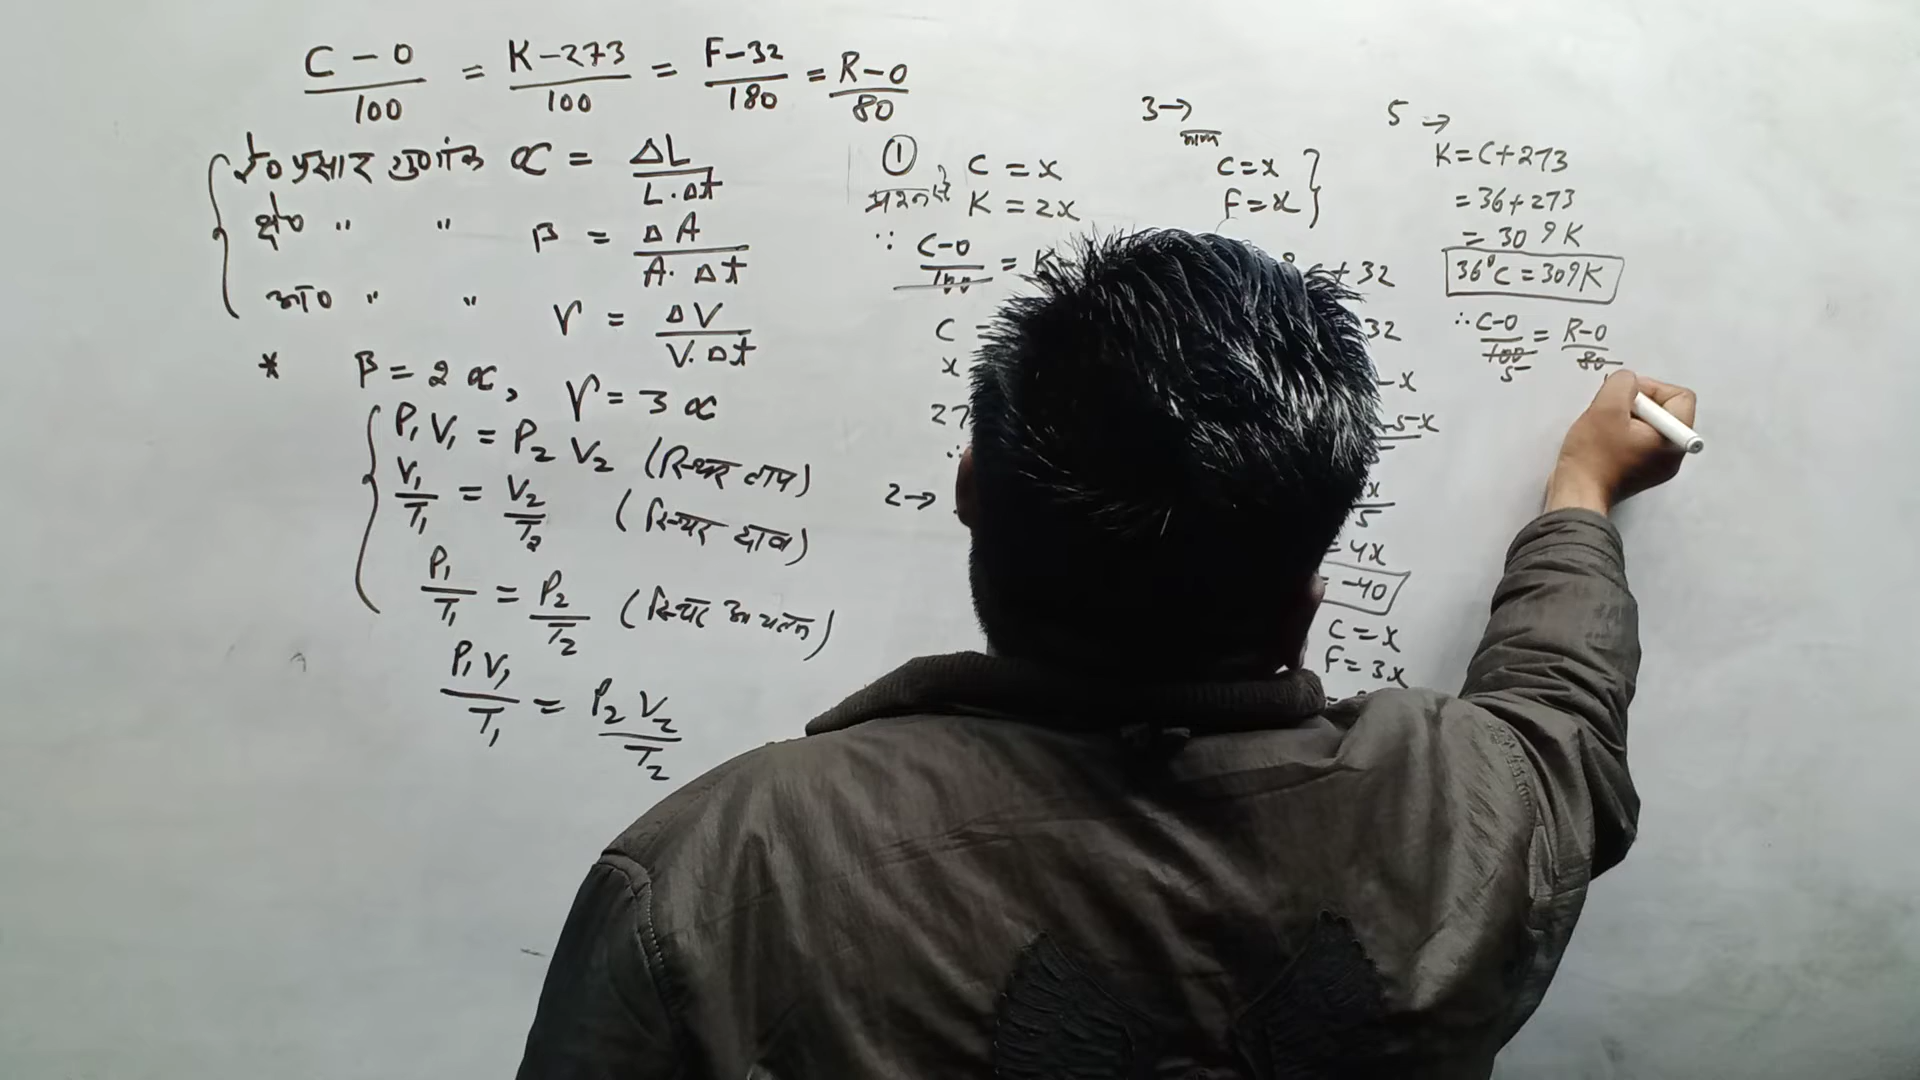 C-0/100 = K-273/100 = F-32/180 = R-0/80
रे० प्रसार गुणांक α = ΔL/L.Δt
क्षे० " " β = ΔA/A.Δt
आ० " " γ = ΔV/V.Δt
* β = 2α, γ = 3α
P₁V₁ = P₂V₂ (स्थिर ताप)
V₁/T₁ = V₂/T₂ (स्थिर दाब)
P₁/T₁ = P₂/T₂ (स्थिर आयतन)
P₁V₁/T₁ = P₂V₂/T₂
①
प्रश्न से, C = x
K = 2x
∵ C-0/100 = K-
C =
x
27
∴
2→
3→
माना
C=x
F=x
C+32
32
-x
5-x
x/5
= 4x
= -40
C=x
F=3x
5→
K=C+273
=36+273
= 309K
36°C=309K
∴ C-0/100 = R-0/80
5